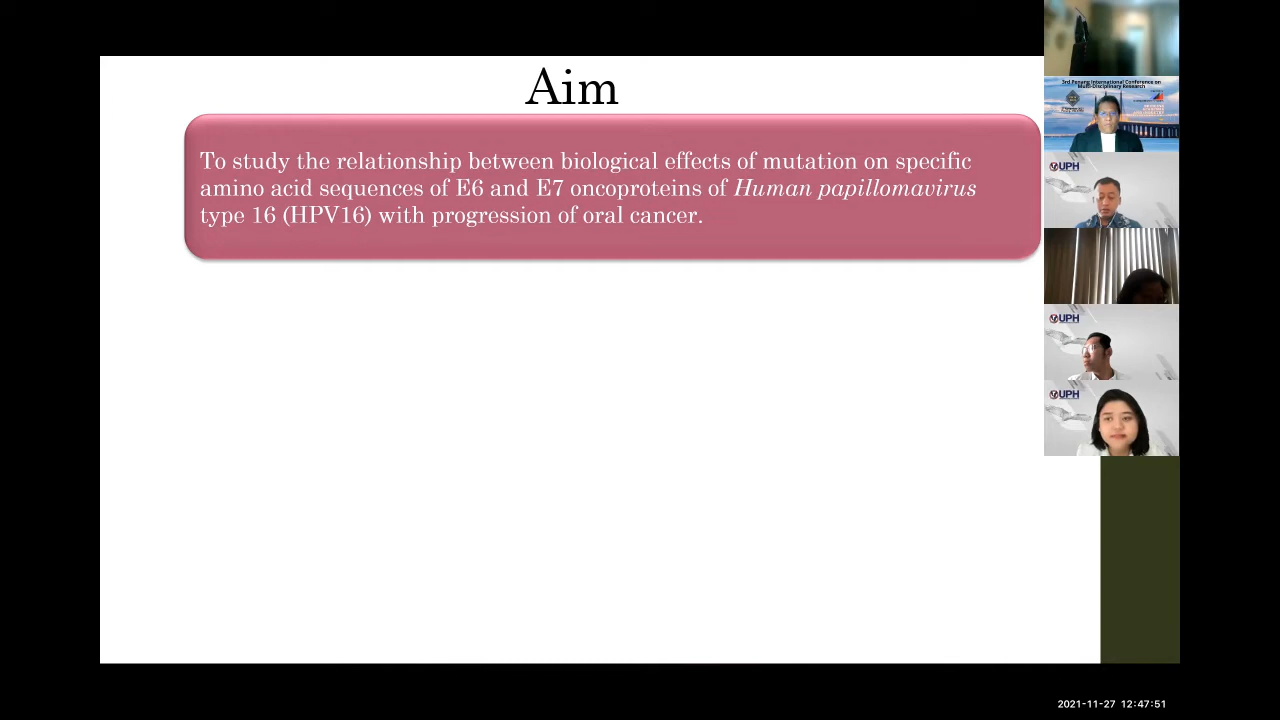 Aim
To study the relationship between biological effects of mutation on specific
amino acid sequences of E6 and E7 oncoproteins of Human papillomavirus
type 16 (HPV16) with progression of oral cancer.
3rd Penang International Conference on
Multi-Disciplinary Research
UPH
UPH
UPH
2021-11-27 12:47:51